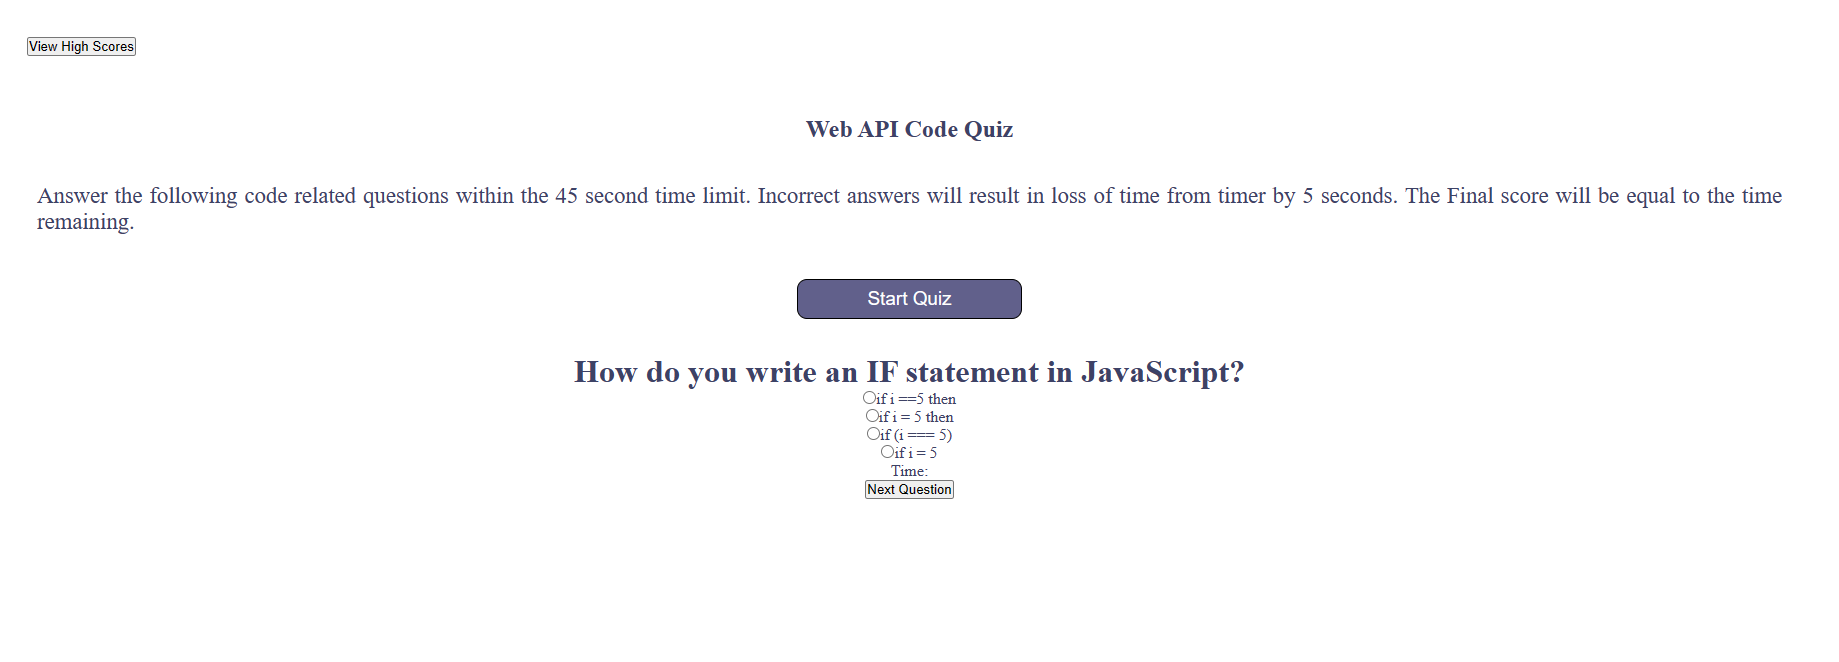 View High Scores
Web API Code Quiz
Answer the following code related questions within the 45 second time limit. Incorrect answers will result in loss of time from timer by 5 seconds. The Final score will be equal to the time
remaining.
Start Quiz
How do you write an IF statement in JavaScript?
if i ==5 then
if i = 5 then
if (i === 5)
if i = 5
Time:
Next Question